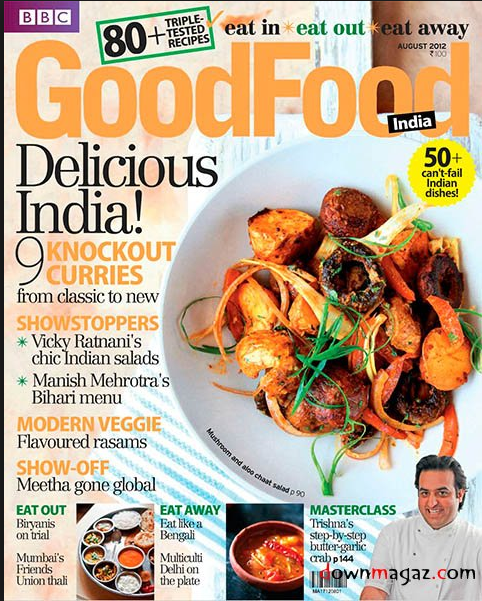 BBC
80+ TRIPLE-
TESTED
RECIPES
eat in*eat out*eat away
AUGUST 2012
₹100
GoodFood
India
Delicious
India!
9 KNOCKOUT
CURRIES
from classic to new
50+
can't-fail
Indian
dishes!
SHOWSTOPPERS
* Vicky Ratnani's
chic Indian salads
* Manish Mehrotra's
Bihari menu
MODERN VEGGIE
Flavoured rasams
SHOW-OFF
Meetha gone global
Mushroom and aloo chaat salad p 90
EAT OUT
Biryanis
on trial
Mumbai's
Friends
Union thali
EAT AWAY
Eat like a
Bengali
Multiculti
Delhi on
the plate
MASTERCLASS
Trishna's
step-by-step
butter-garlic
crab p 144
downmagaz.com